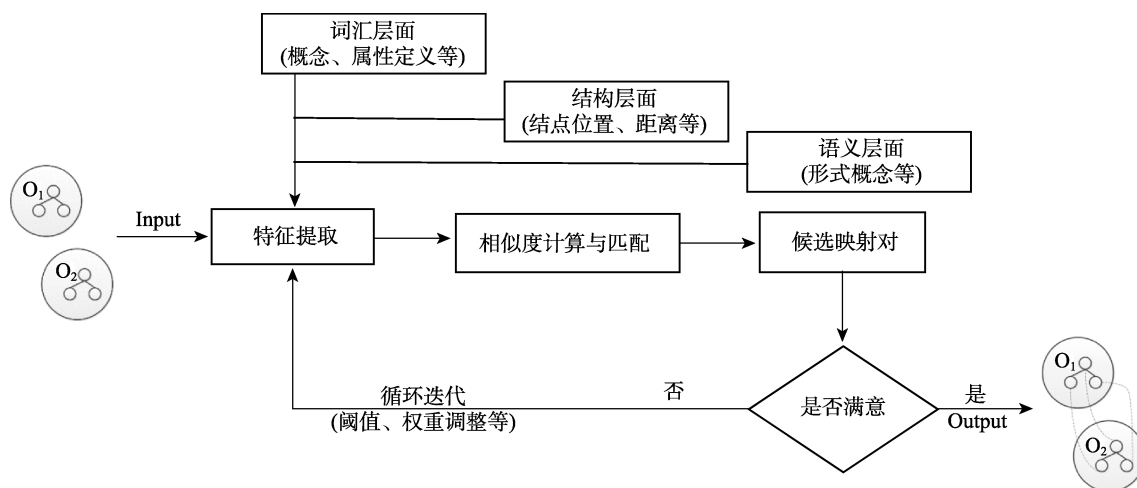 词汇层面
(概念、属性定义等)
结构层面
(结点位置、距离等)
语义层面
(形式概念等)
O1
O2
Input
特征提取
相似度计算与匹配
候选映射对
是否满意
否
循环迭代
(阈值、权重调整等)
是
Output
O1
O2